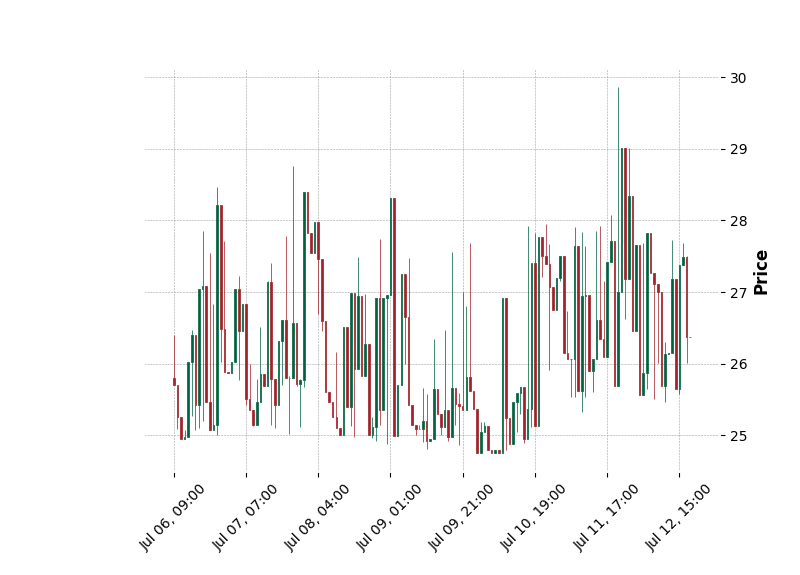 30
29
28
27
26
25
Price
Jul 06, 09:00
Jul 07, 07:00
Jul 08, 04:00
Jul 09, 01:00
Jul 09, 21:00
Jul 10, 19:00
Jul 11, 17:00
Jul 12, 15:00